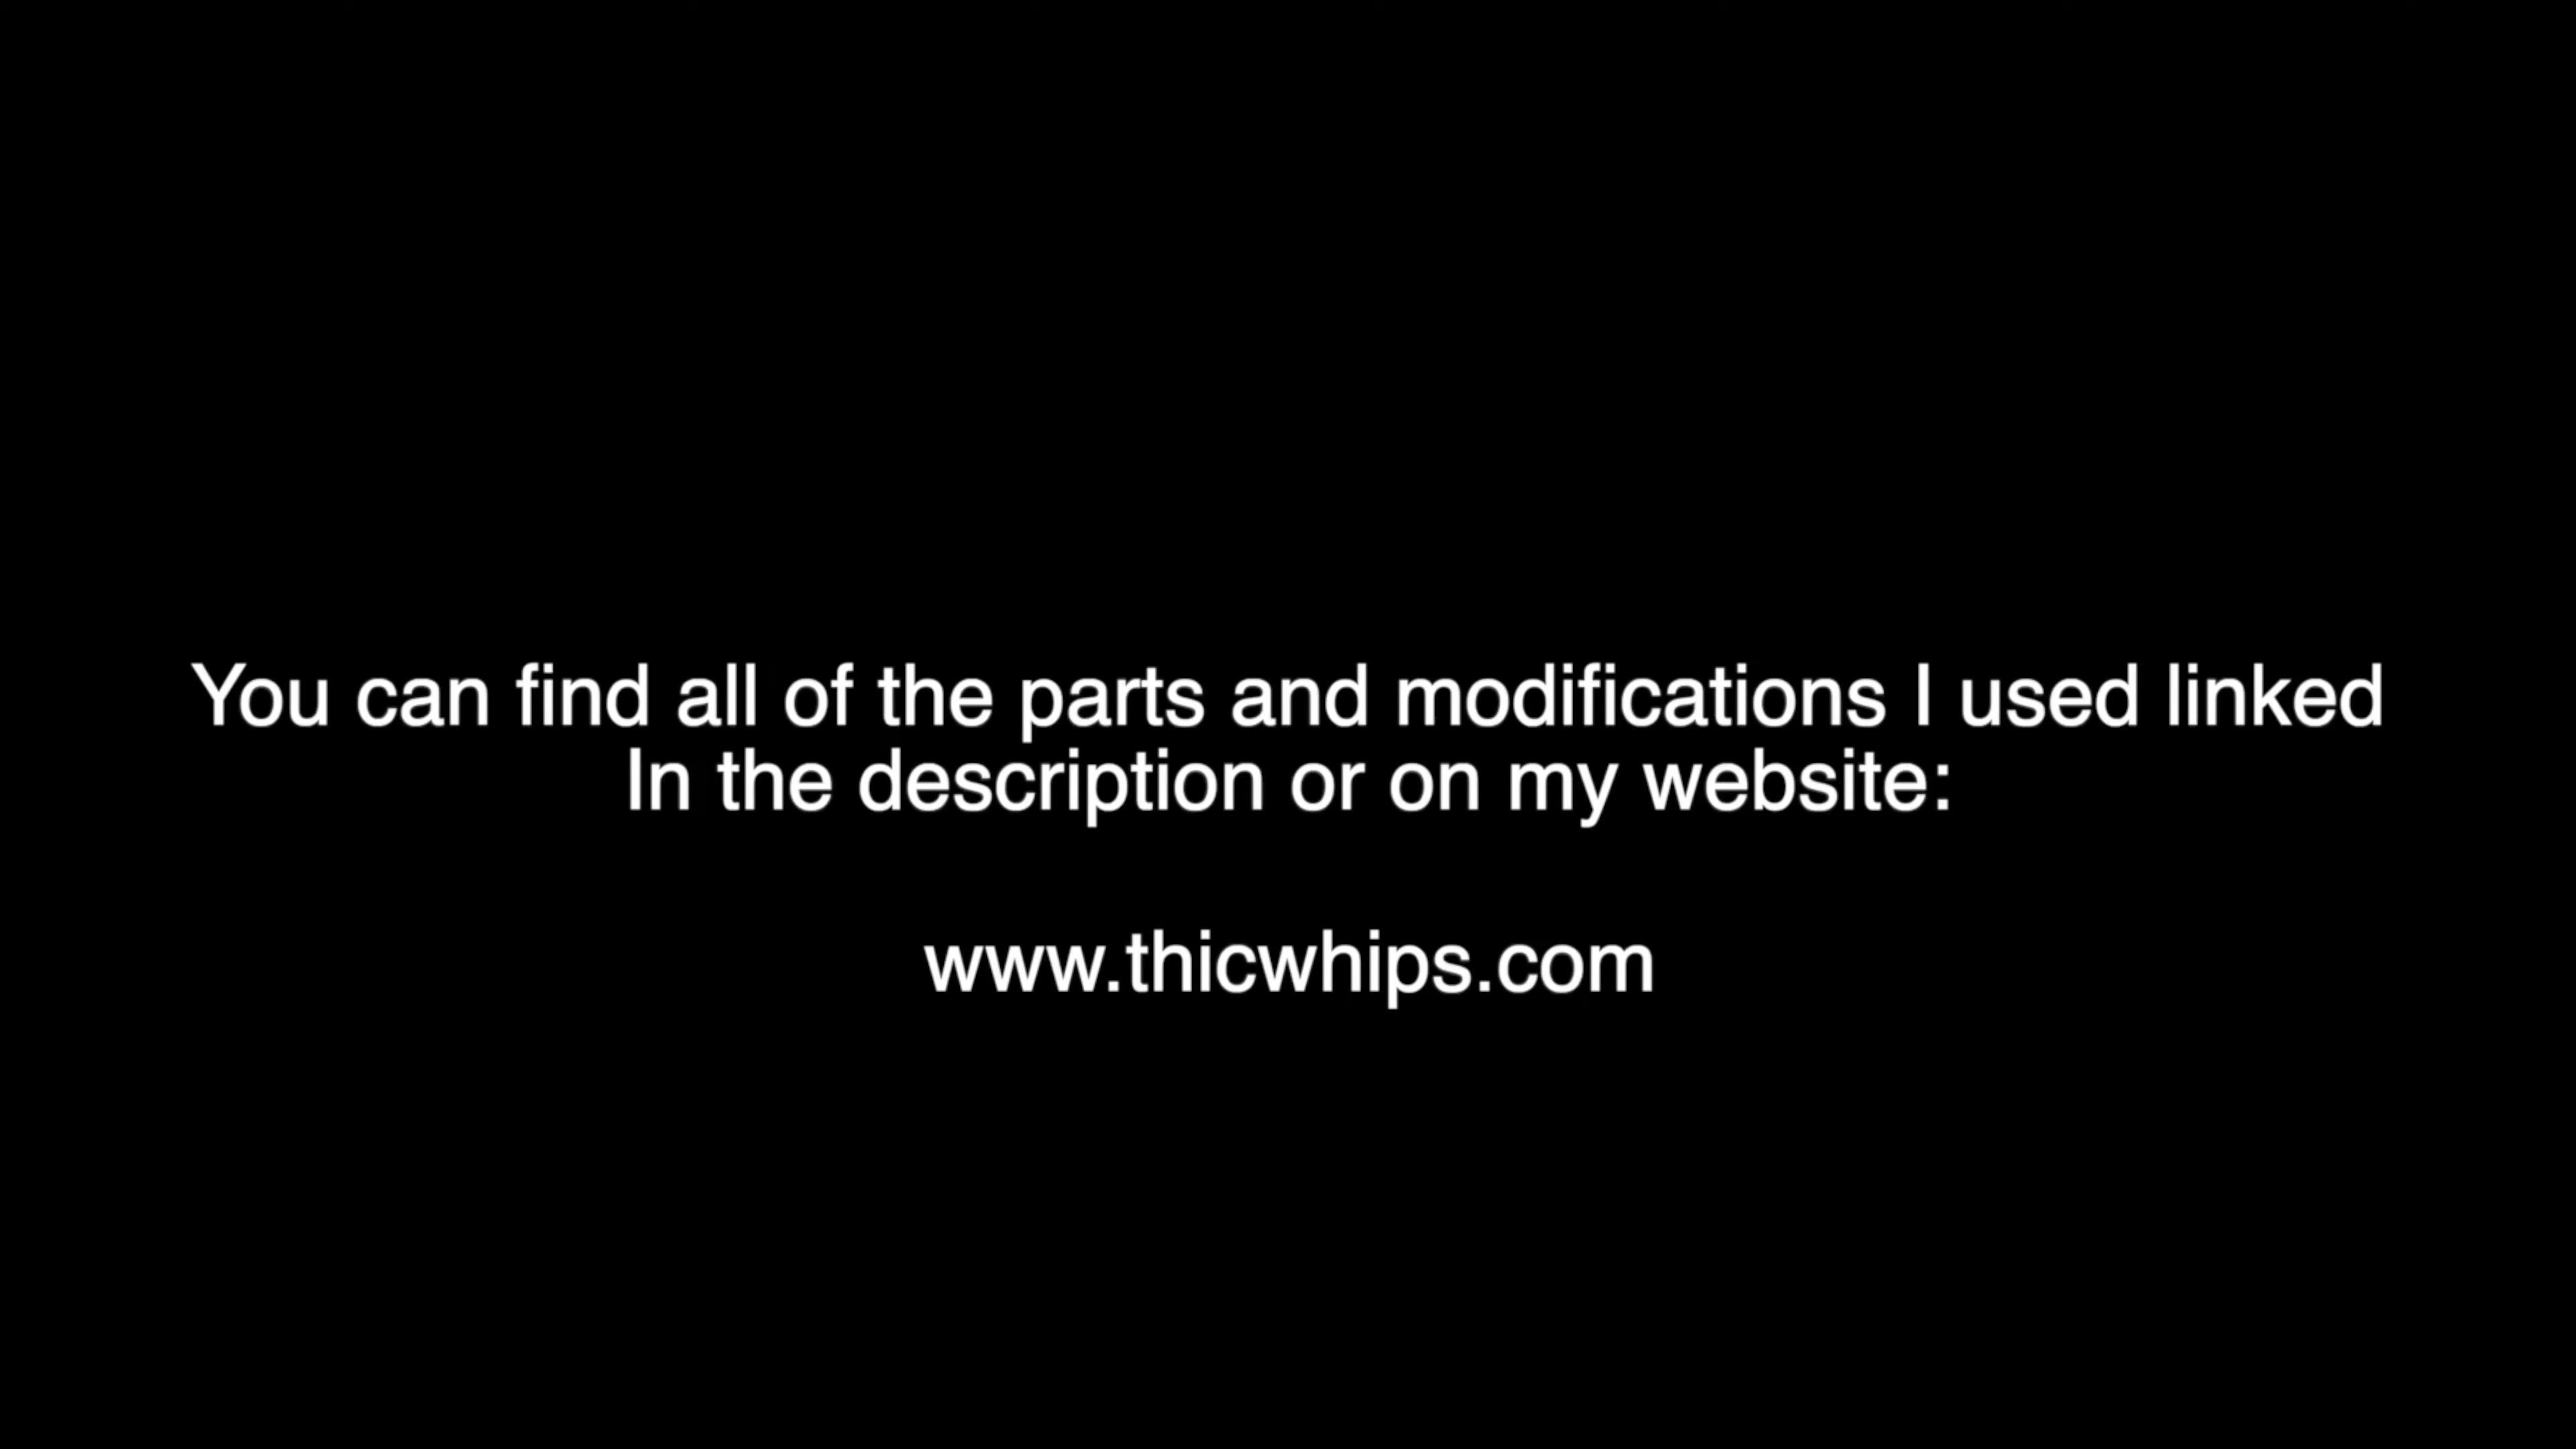 You can find all of the parts and modifications I used linked
In the description or on my website:
www.thicwhips.com